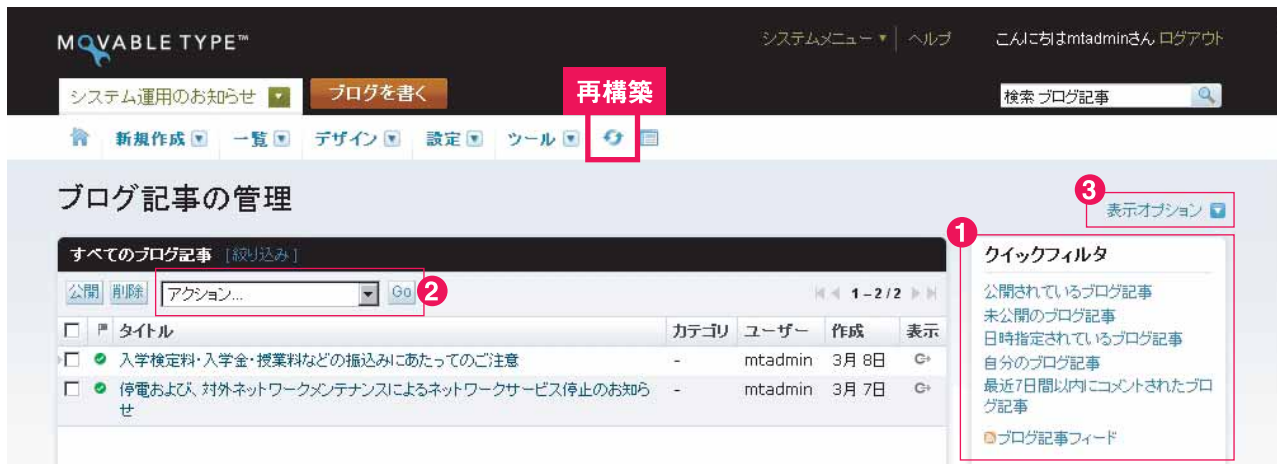 MOVABLE TYPE™
システムメニュー ヘルプ こんにちはmtadminさん ログアウト
システム運用のお知らせ ブログを書く 再構築 検索 ブログ記事
新規作成 一覧 デザイン 設定 ツール
ブログ記事の管理
3
表示オプション
すべてのブログ記事 [絞り込み]
公開 削除 アクション... Go 2 1-2/2
タイトル カテゴリ ユーザー 作成 表示
入学検定料・入学金・授業料などの振込みにあたってのご注意 - mtadmin 3月 8日
停電および、対外ネットワークメンテナンスによるネットワークサービス停止のお知ら - mtadmin 3月 7日
せ
1
クイックフィルタ
公開されているブログ記事
未公開のブログ記事
日時指定されているブログ記事
自分のブログ記事
最近7日間以内にコメントされたブロ
グ記事
ブログ記事フィード